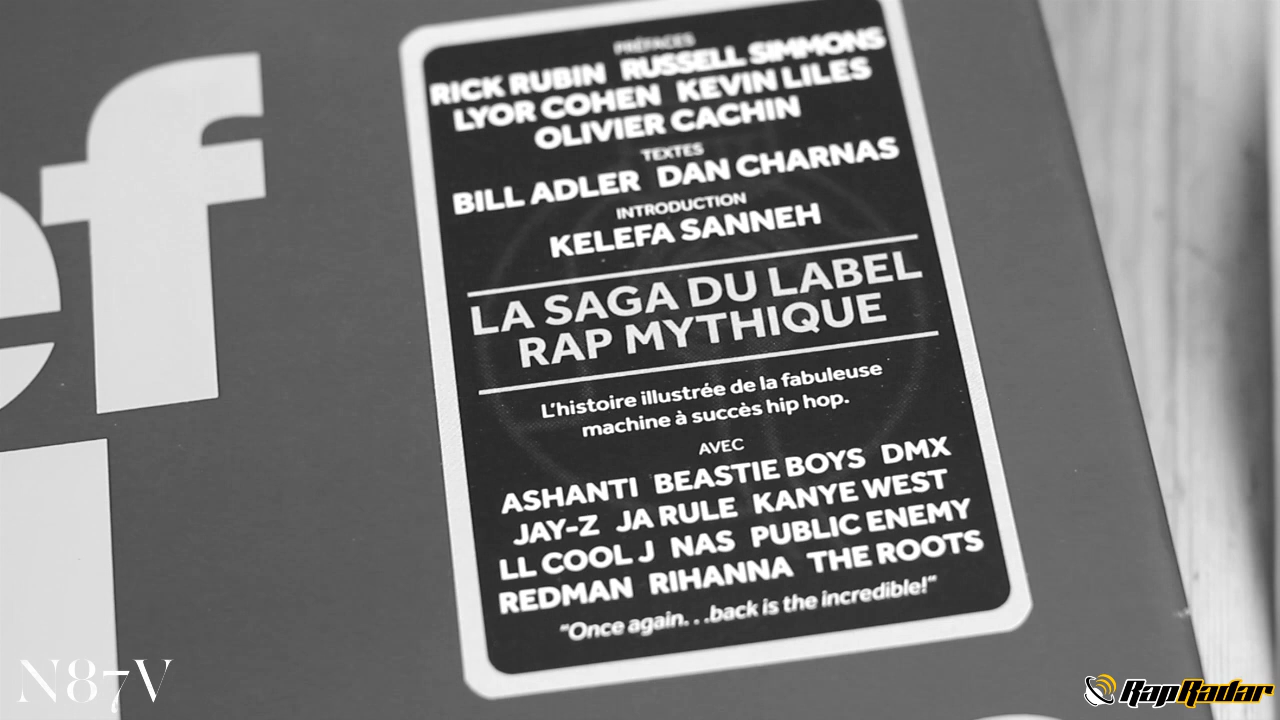 ef
PRÉFACES
RICK RUBIN RUSSELL SIMMONS
LYOR COHEN KEVIN LILES
OLIVIER CACHIN
TEXTES
BILL ADLER DAN CHARNAS
INTRODUCTION
KELEFA SANNEH
LA SAGA DU LABEL
RAP MYTHIQUE
L'histoire illustrée de la fabuleuse
machine à succès hip hop.
AVEC
ASHANTI BEASTIE BOYS DMX
JAY-Z JA RULE KANYE WEST
LL COOL J NAS PUBLIC ENEMY
REDMAN RIHANNA THE ROOTS
“Once again. . .back is the incredible!”
N87V
RapRadar